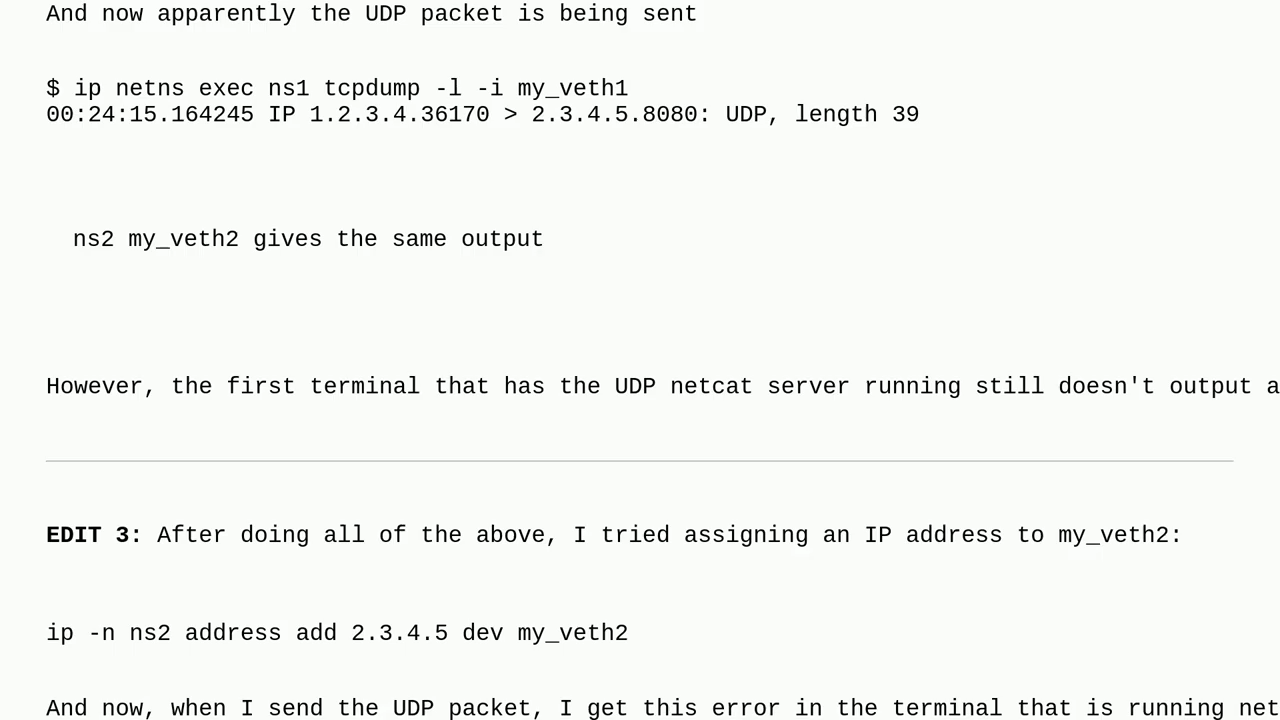 And now apparently the UDP packet is being sent
$ ip netns exec ns1 tcpdump -l -i my_veth1
00:24:15.164245 IP 1.2.3.4.36170 > 2.3.4.5.8080: UDP, length 39
ns2 my_veth2 gives the same output
However, the first terminal that has the UDP netcat server running still doesn't output a
EDIT 3: After doing all of the above, I tried assigning an IP address to my_veth2:
ip -n ns2 address add 2.3.4.5 dev my_veth2
And now, when I send the UDP packet, I get this error in the terminal that is running net